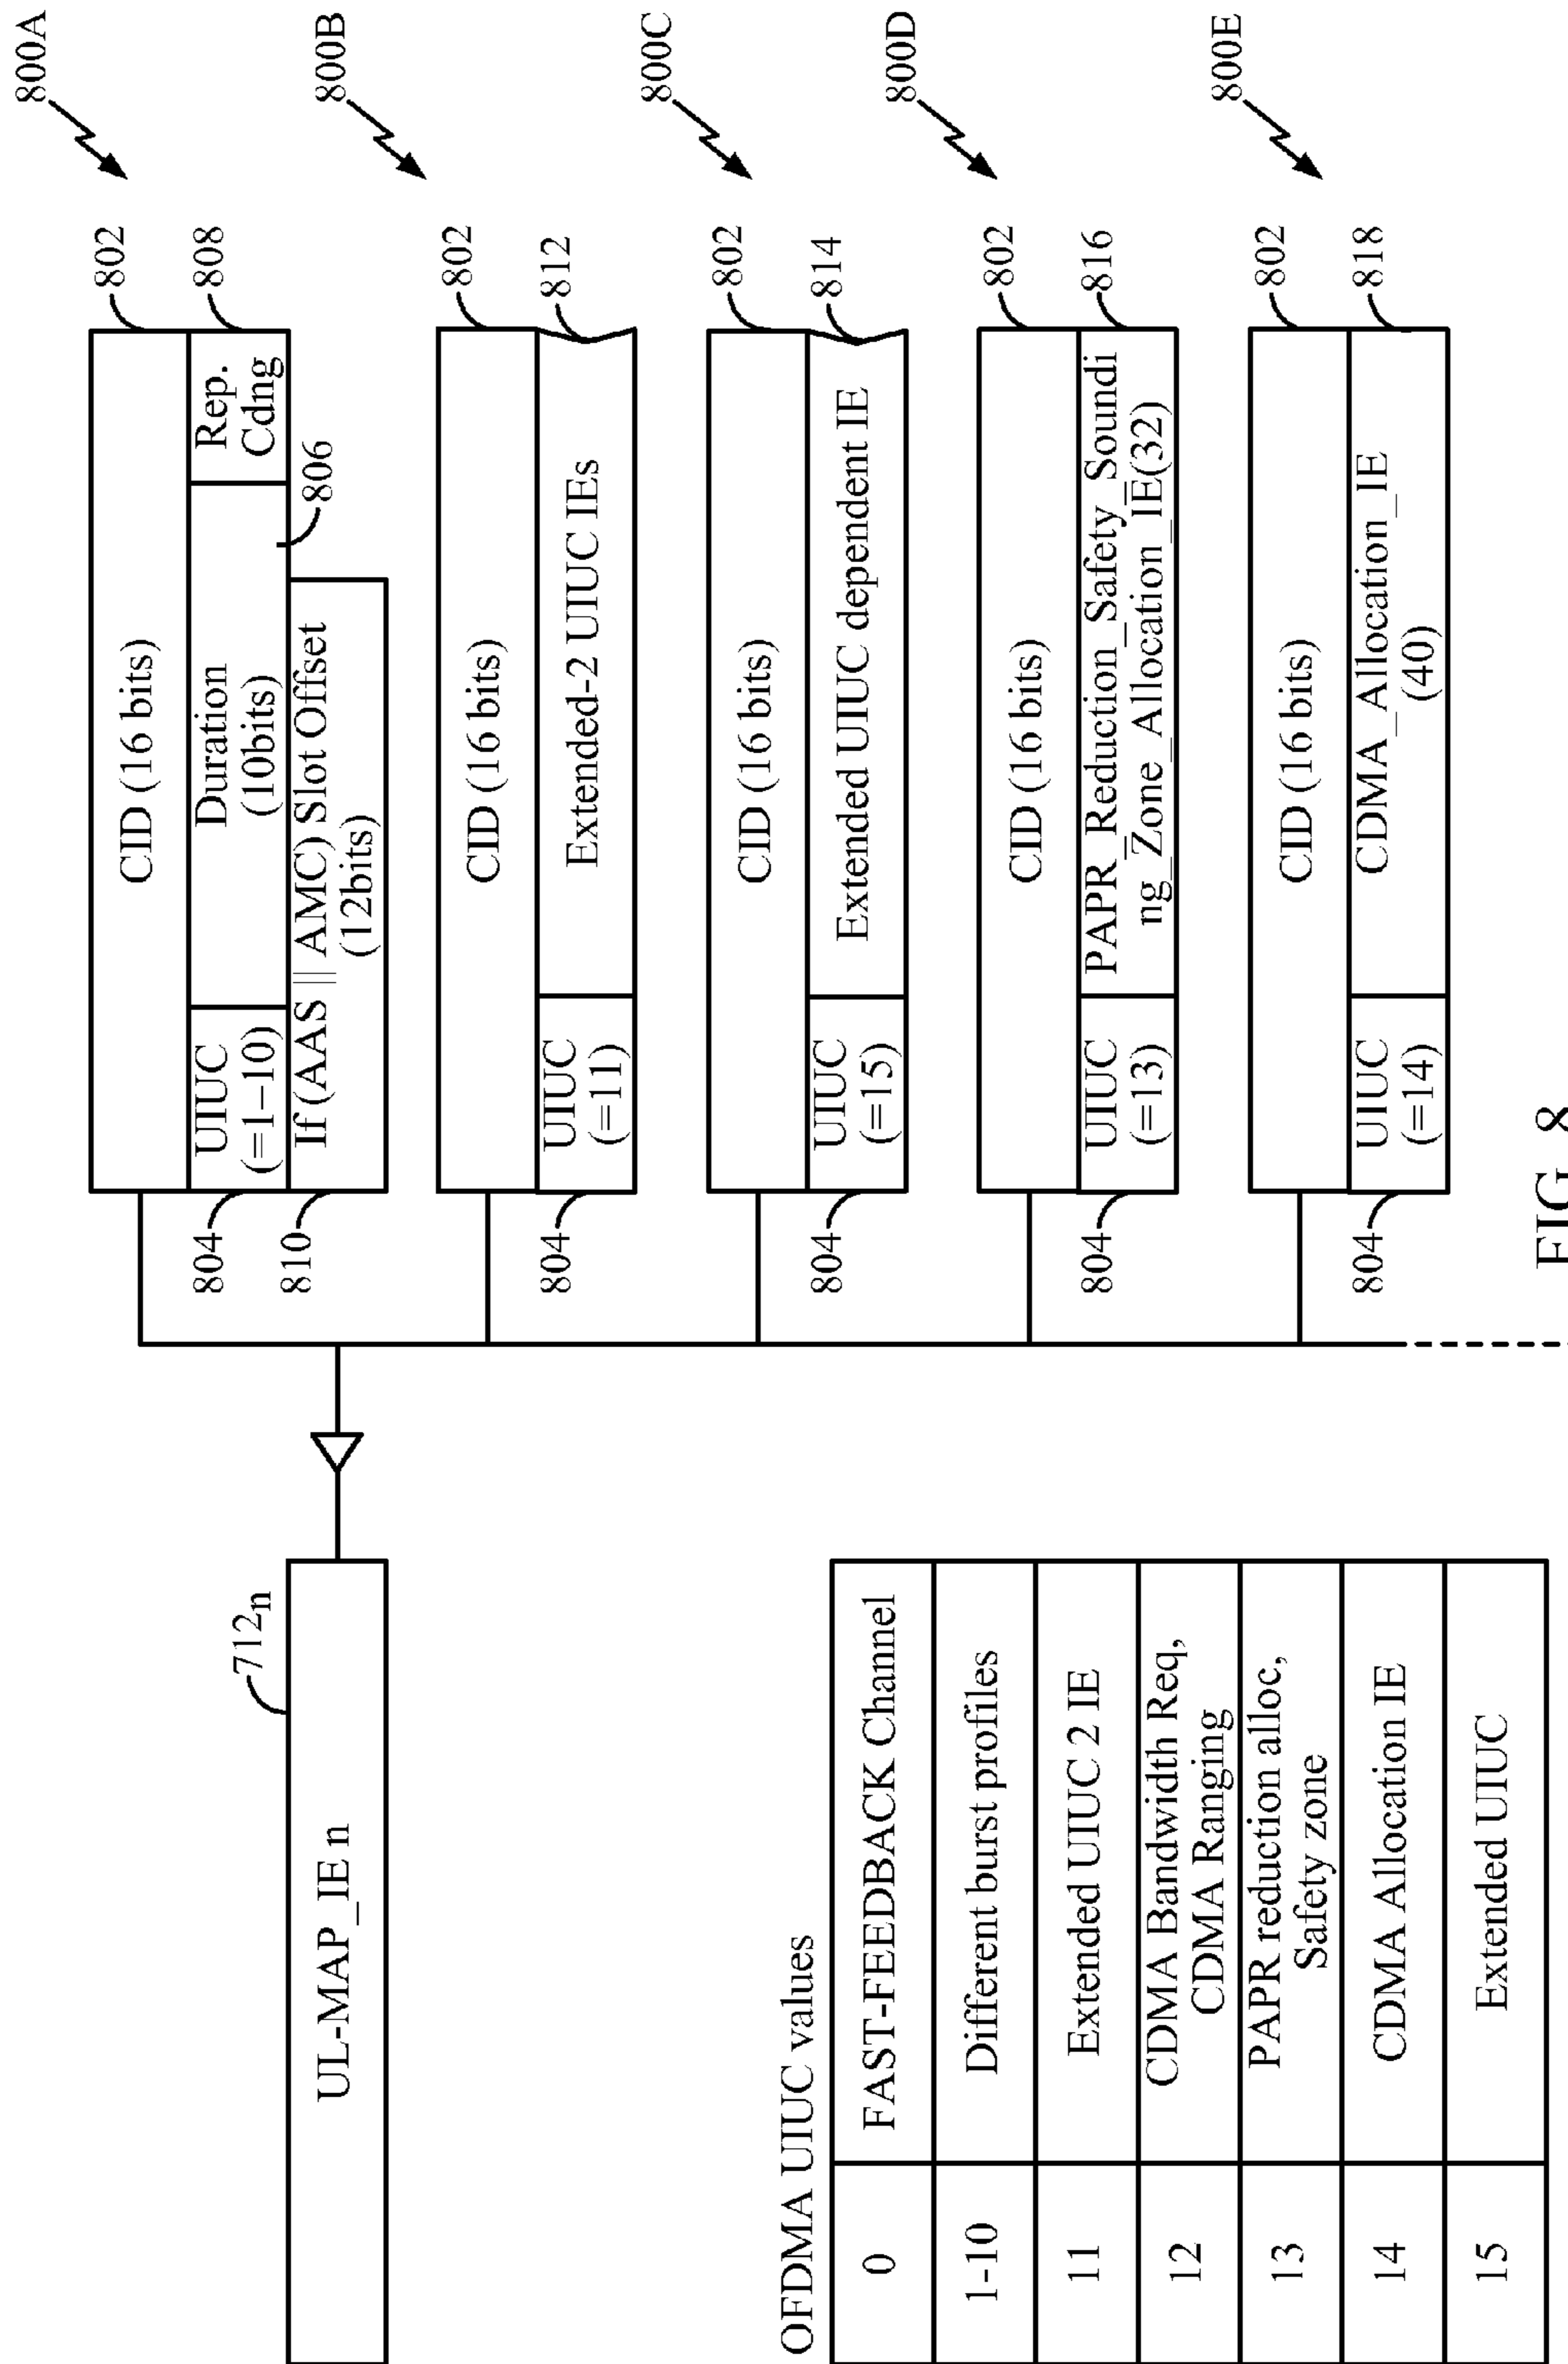 712n
UL-MAP_IE n
OFDMA UIUC values
0
FAST-FEEDBACK Channel
1-10
Different burst profiles
11
Extended UIUC 2 IE
12
CDMA Bandwidth Req,
CDMA Ranging
13
PAPR reduction alloc,
Safety zone
14
CDMA Allocation IE
15
Extended UIUC
800A
802
CID (16 bits)
804
UIUC
(=1–10)
Duration
(10bits)
806
Rep.
Cdng
808
810
If (AAS || AMC) Slot Offset
(12bits)
800B
802
CID (16 bits)
804
UIUC
(=11)
Extended-2 UIUC IEs
812
800C
802
CID (16 bits)
804
UIUC
(=15)
Extended UIUC dependent IE
814
800D
802
CID (16 bits)
804
UIUC
(=13)
PAPR_Reduction_Safety_Soundi
ng_Zone_Allocation_IE(32)
816
800E
802
CID (16 bits)
804
UIUC
(=14)
CDMA_Allocation_IE
(40)
818
FIG. 8